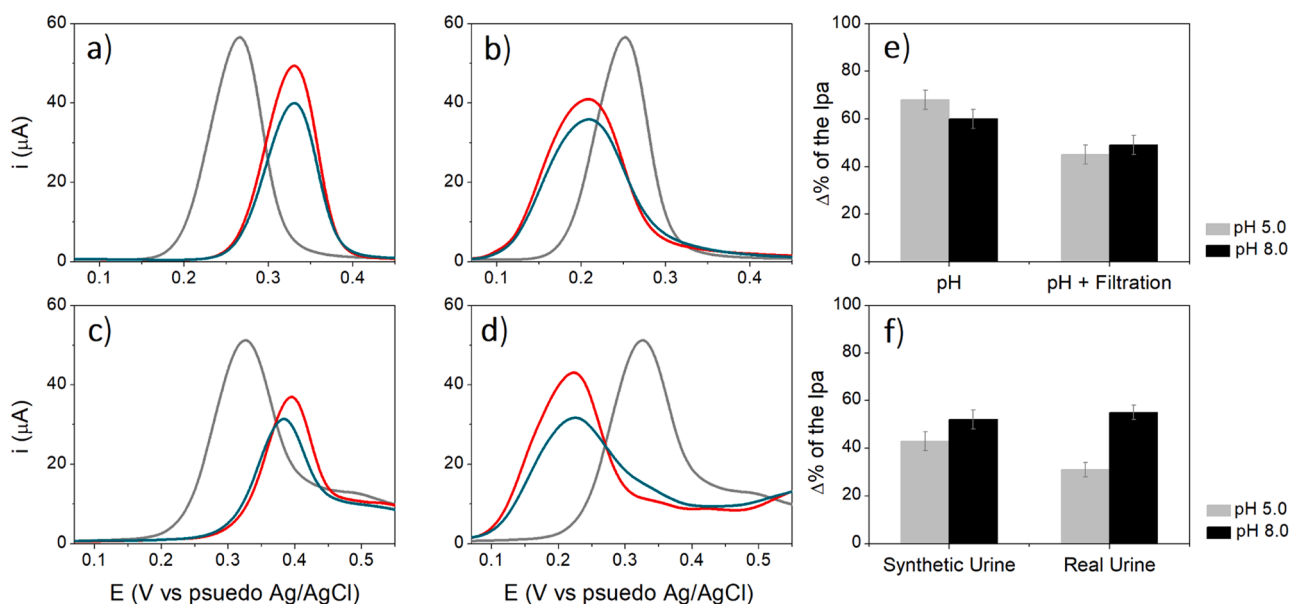 a)
60
40
20
0
i (μA)
0.1 0.2 0.3 0.4
b)
60
40
20
0
0.1 0.2 0.3 0.4
e)
100
80
60
40
20
0
Δ% of the Ipa
pH pH + Filtration
pH 5.0
pH 8.0
c)
60
40
20
0
i (μA)
0.1 0.2 0.3 0.4 0.5
E (V vs psuedo Ag/AgCl)
d)
60
40
20
0
0.1 0.2 0.3 0.4 0.5
E (V vs psuedo Ag/AgCl)
f)
100
80
60
40
20
0
Δ% of the Ipa
Synthetic Urine Real Urine
pH 5.0
pH 8.0